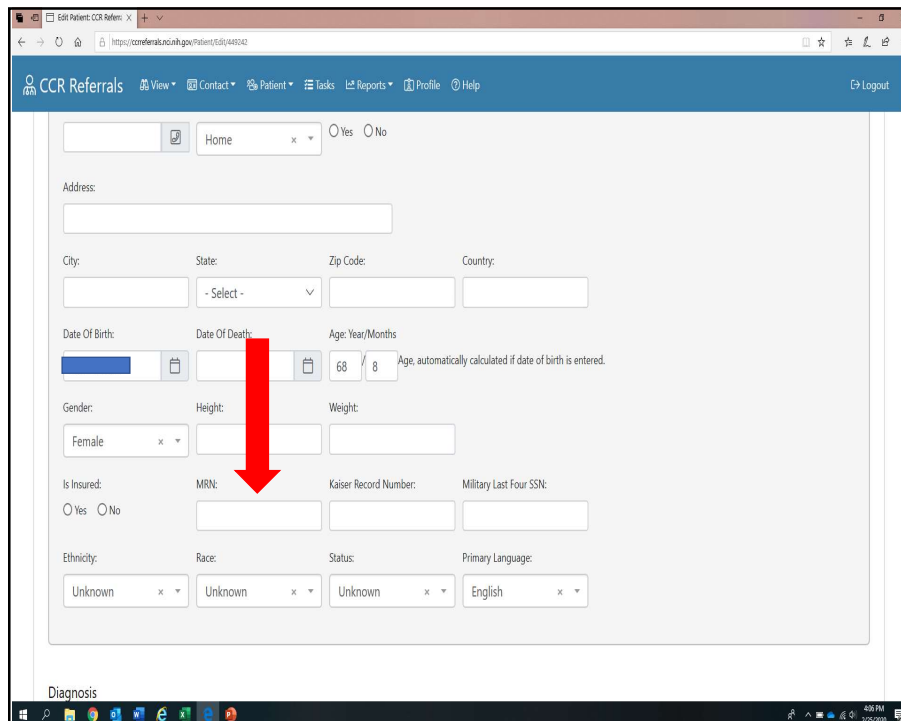 Edit Patient: CCR Referra
https://ccrreferrals.nci.nih.gov/Patient/Edit/449242
CCR Referrals View Contact Patient Tasks Reports Profile Help Logout
Home × Yes No
Address:
City: State: Zip Code: Country:
- Select -
Date Of Birth: Date Of Death: Age: Year/Months
68 / 8 Age, automatically calculated if date of birth is entered.
Gender: Height: Weight:
Female ×
Is Insured: MRN: Kaiser Record Number: Military Last Four SSN:
Yes No
Ethnicity: Race: Status: Primary Language:
Unknown × Unknown × Unknown × English ×
Diagnosis
4:06 PM
2/25/2020